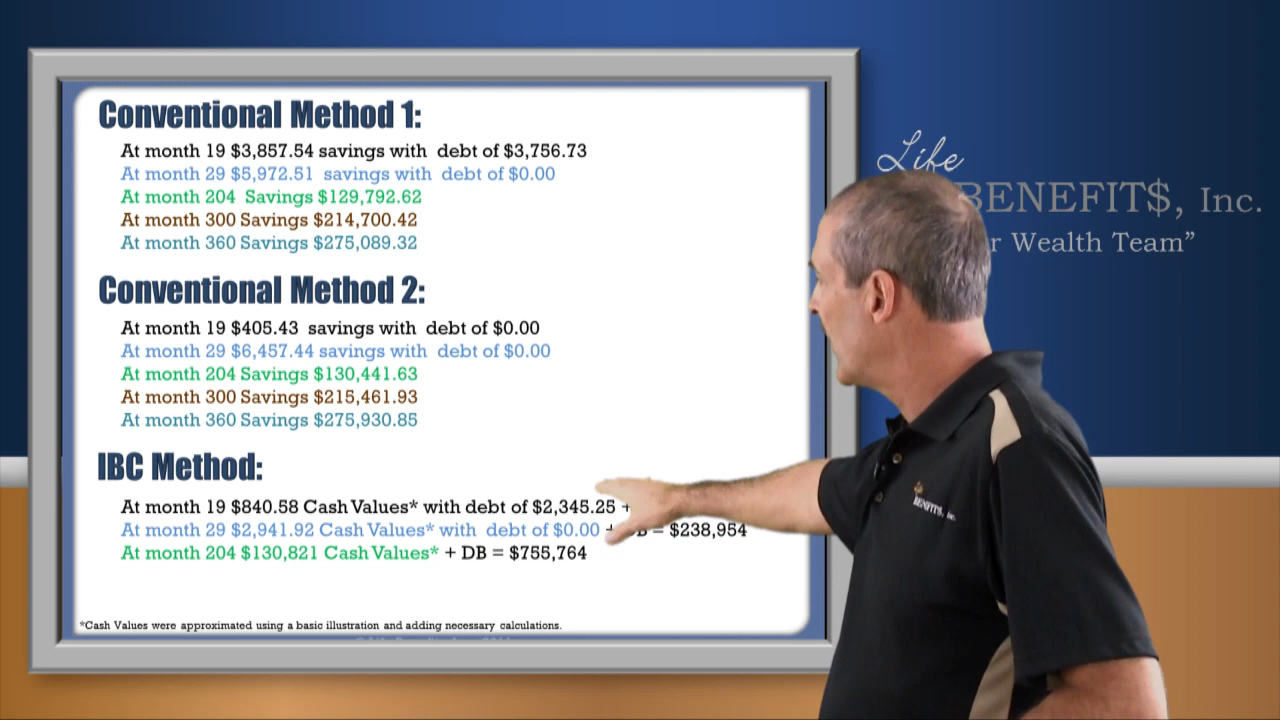 Conventional Method 1:
At month 19 $3,857.54 savings with debt of $3,756.73
At month 29 $5,972.51 savings with debt of $0.00
At month 204 Savings $129,792.62
At month 300 Savings $214,700.42
At month 360 Savings $275,089.32
Conventional Method 2:
At month 19 $405.43 savings with debt of $0.00
At month 29 $6,457.44 savings with debt of $0.00
At month 204 Savings $130,441.63
At month 300 Savings $215,461.93
At month 360 Savings $275,930.85
IBC Method:
At month 19 $840.58 Cash Values* with debt of $2,345.25 +
At month 29 $2,941.92 Cash Values* with debt of $0.00 + DB = $238,954
At month 204 $130,821 Cash Values* + DB = $755,764
*Cash Values were approximated using a basic illustration and adding necessary calculations.
Life
BENEFIT$, Inc.
Wealth Team”
BENEFIT$, Inc.